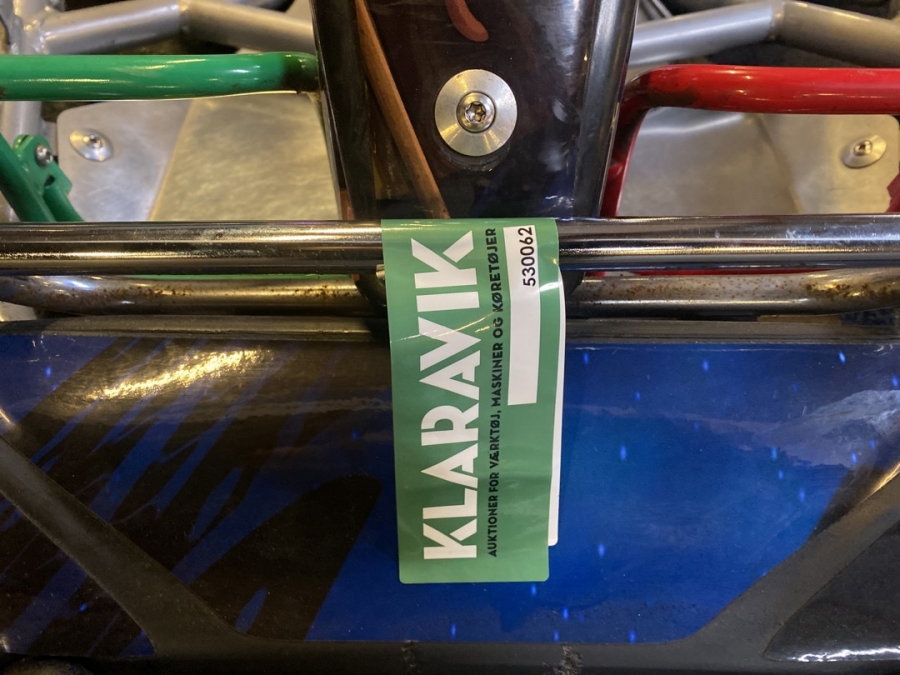 KLARAVIK
AUKTIONER FOR VÆRKTØJ, MASKINER OG KØRETØJER
530062